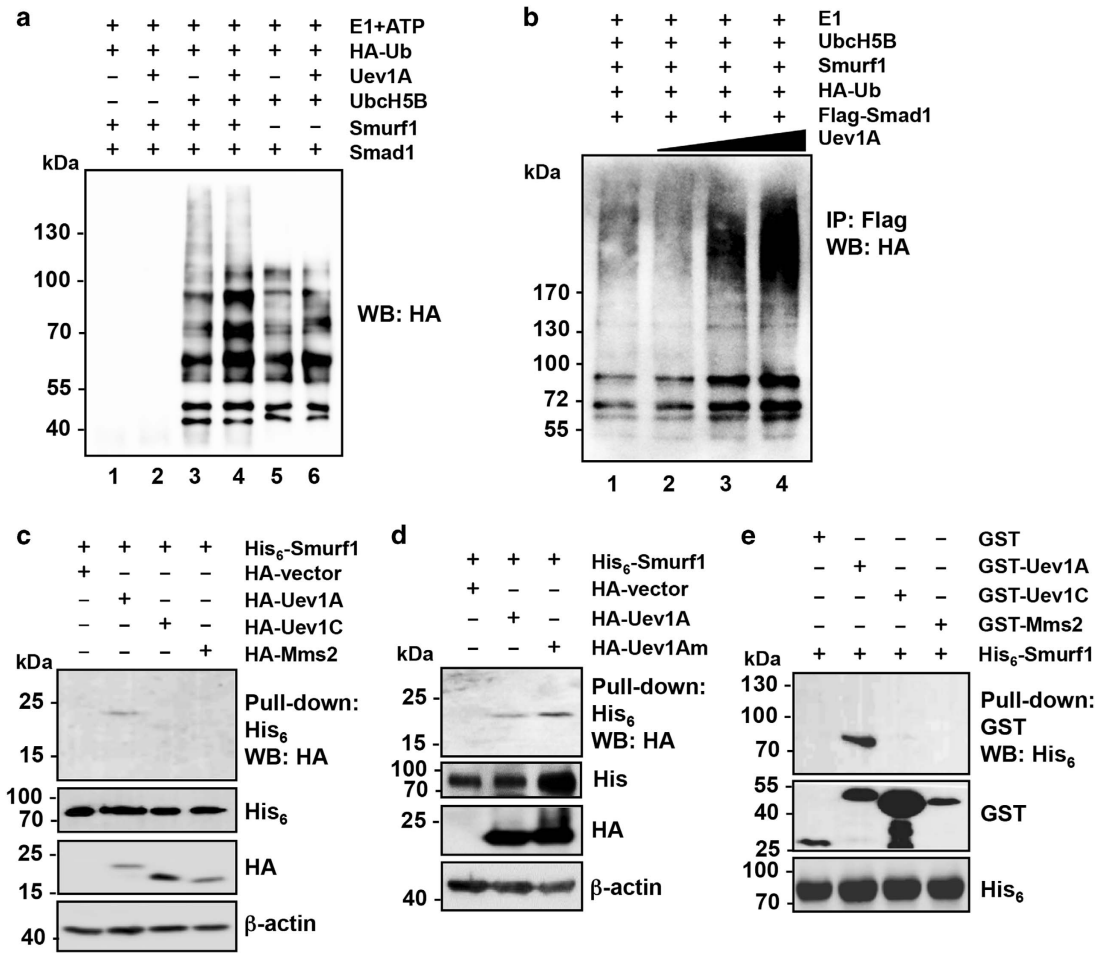 a
+ + + + + + E1+ATP
+ + + + + + HA-Ub
– + – + – + Uev1A
– – + + + + UbcH5B
+ + + + – – Smurf1
+ + + + + + Smad1
kDa
130
100
70
55
40
WB: HA
1 2 3 4 5 6
b
+ + + + E1
+ + + + UbcH5B
+ + + + Smurf1
+ + + + HA-Ub
+ + + + Flag-Smad1
Uev1A
kDa
170
130
100
72
55
IP: Flag
WB: HA
1 2 3 4
c
+ + + + His6-Smurf1
+ – – – HA-vector
– + – – HA-Uev1A
– – + – HA-Uev1C
– – – + HA-Mms2
kDa
25
15
Pull-down:
His6
WB: HA
100
70
His6
25
15
HA
40
β-actin
d
+ + + His6-Smurf1
+ – – HA-vector
– + – HA-Uev1A
– – + HA-Uev1Am
kDa
25
15
Pull-down:
His6
WB: HA
100
70
His
25
HA
40
β-actin
e
+ – – – GST
– + – – GST-Uev1A
– – + – GST-Uev1C
– – – + GST-Mms2
+ + + + His6-Smurf1
kDa
130
100
70
Pull-down:
GST
WB: His6
55
40
25
GST
100
70
His6